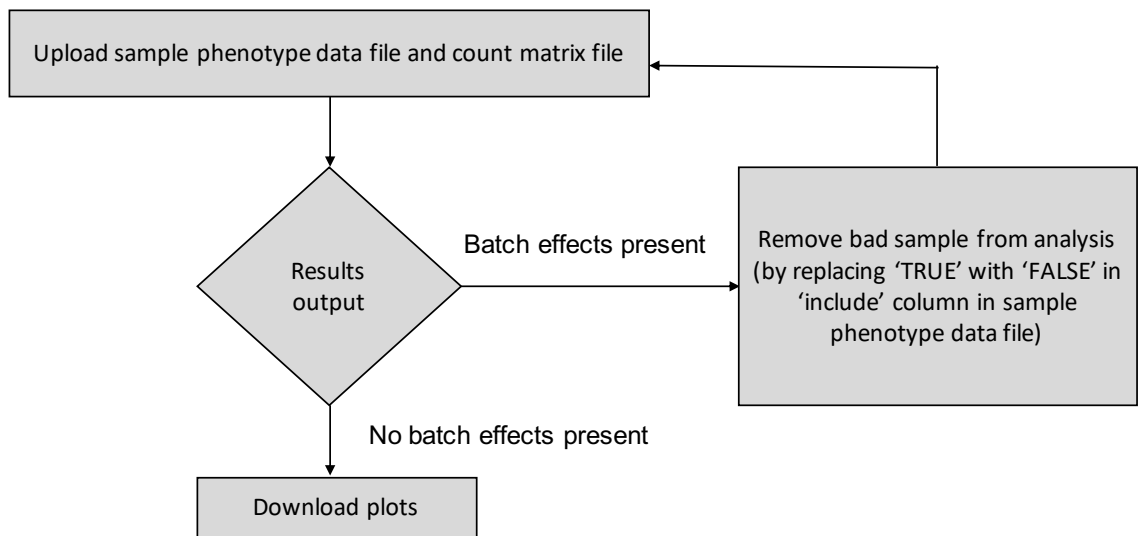 Upload sample phenotype data file and count matrix file
Batch effects present
Results
output
Remove bad sample from analysis
(by replacing ‘TRUE’ with ‘FALSE’ in
‘include’ column in sample
phenotype data file)
No batch effects present
Download plots